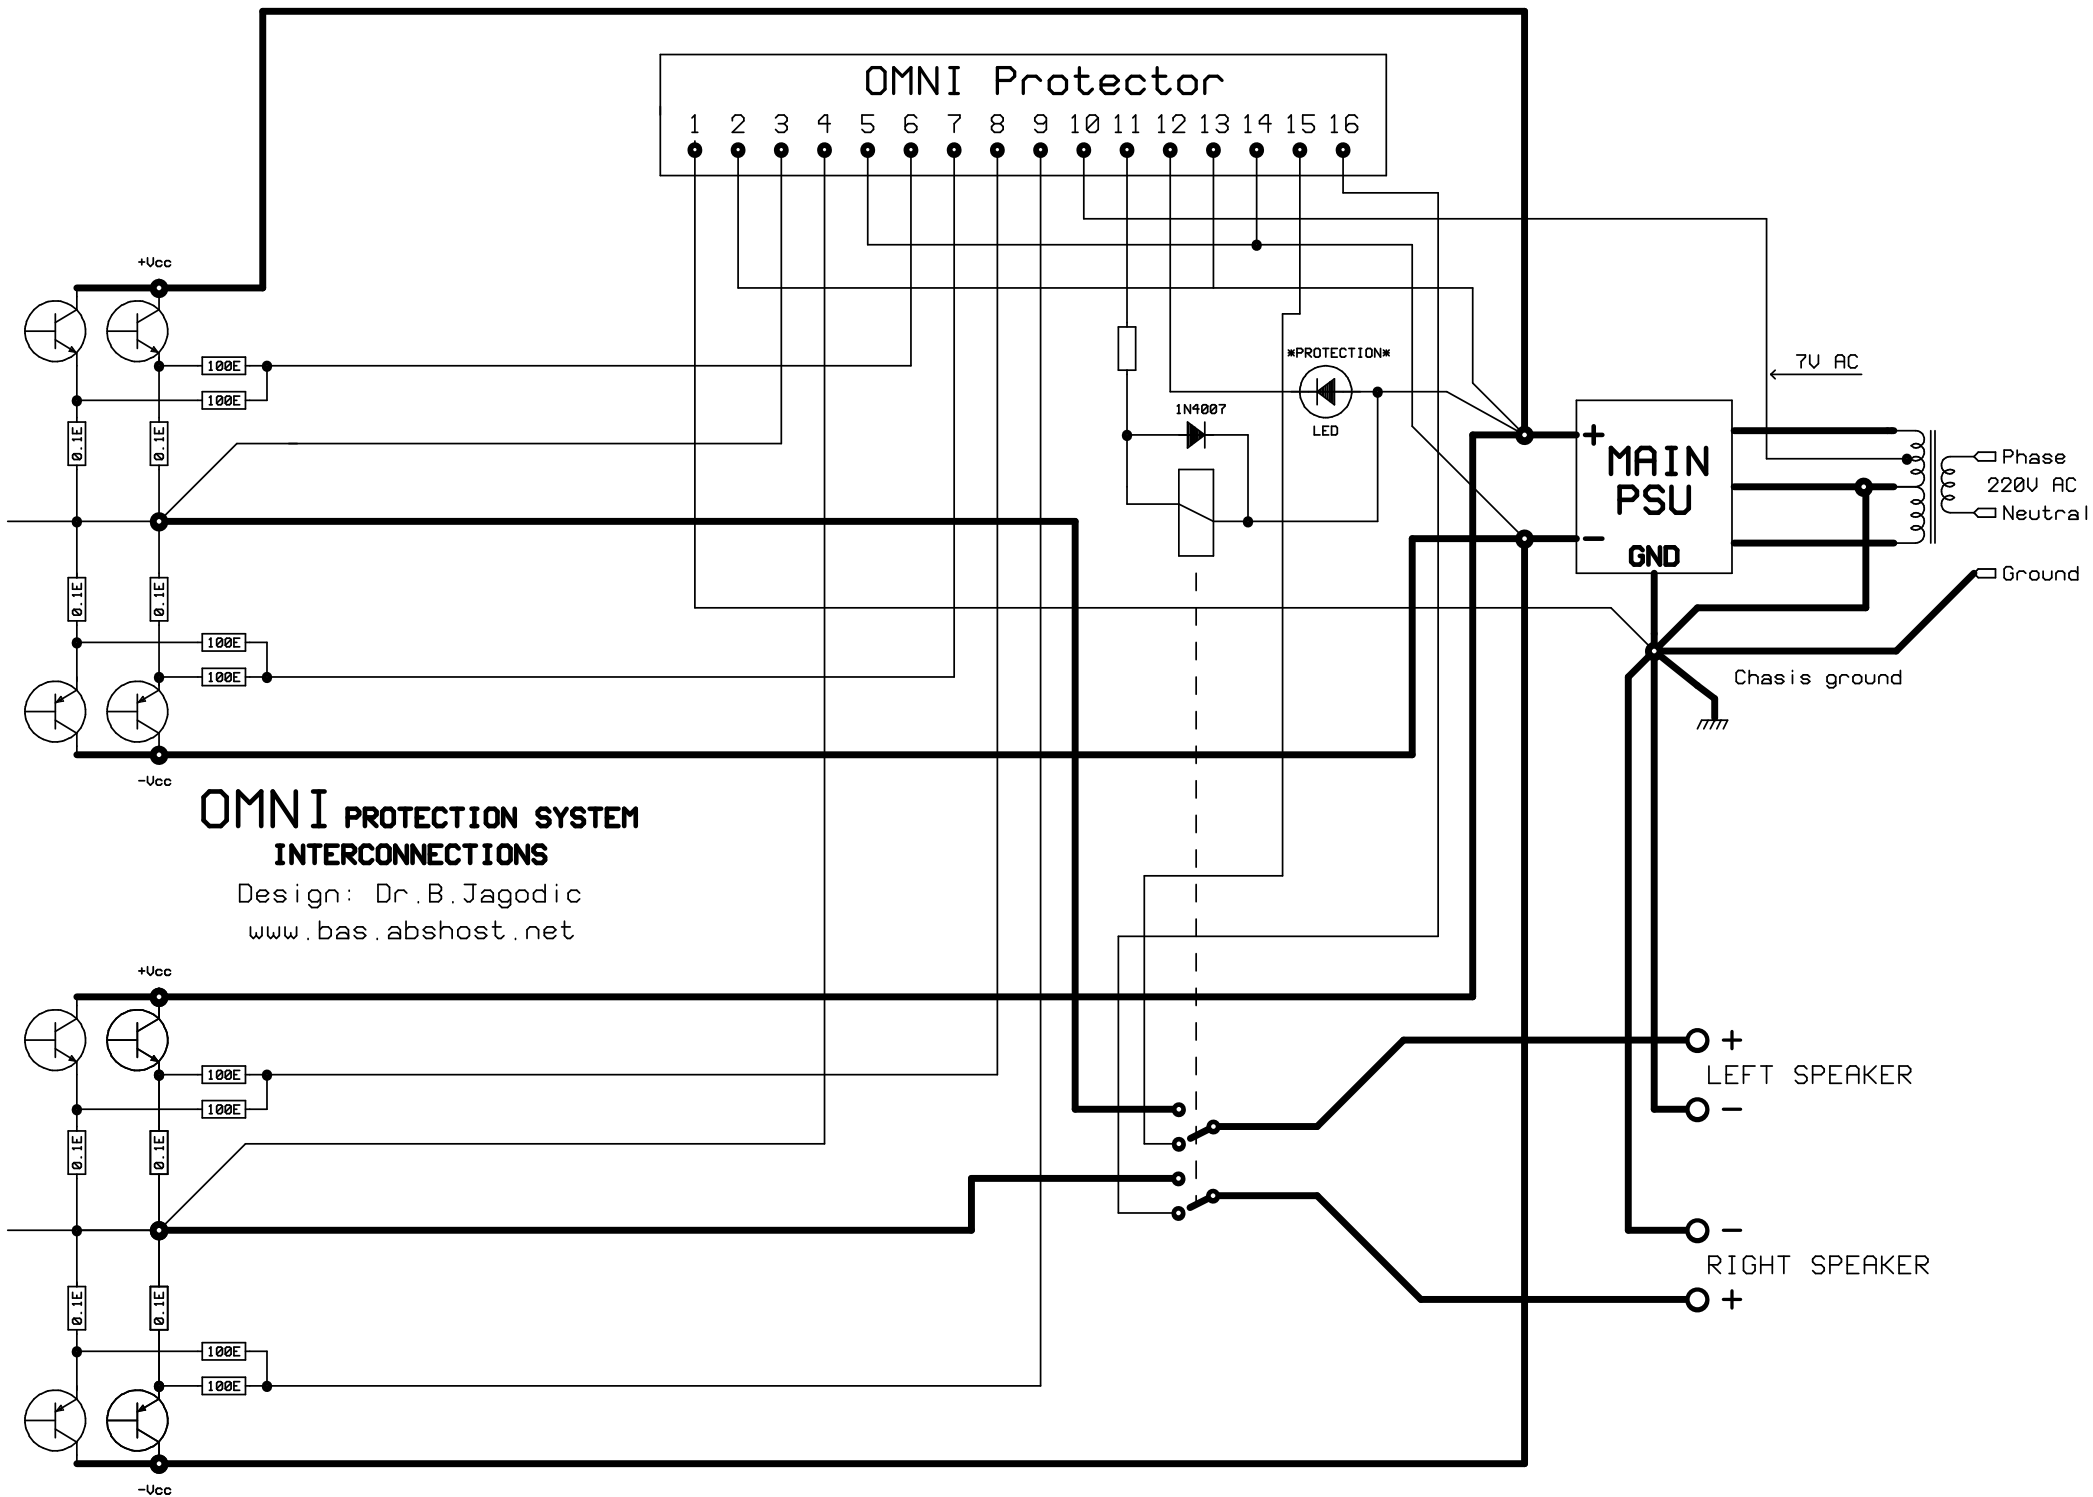 OMNI Protector
1 2 3 4 5 6 7 8 9 10 11 12 13 14 15 16
+Vcc
100E
100E
0.1E
0.1E
*PROTECTION*
LED
1N4007
7V AC
+
MAIN
PSU
-
GND
Phase
220V AC
Neutral
Ground
Chasis ground
0.1E
0.1E
100E
100E
-Vcc
OMNI PROTECTION SYSTEM
INTERCONNECTIONS
Design: Dr.B.Jagodic
www.bas.abshost.net
+Vcc
100E
100E
0.1E
0.1E
+
LEFT SPEAKER
-
-
RIGHT SPEAKER
+
0.1E
0.1E
100E
100E
-Vcc